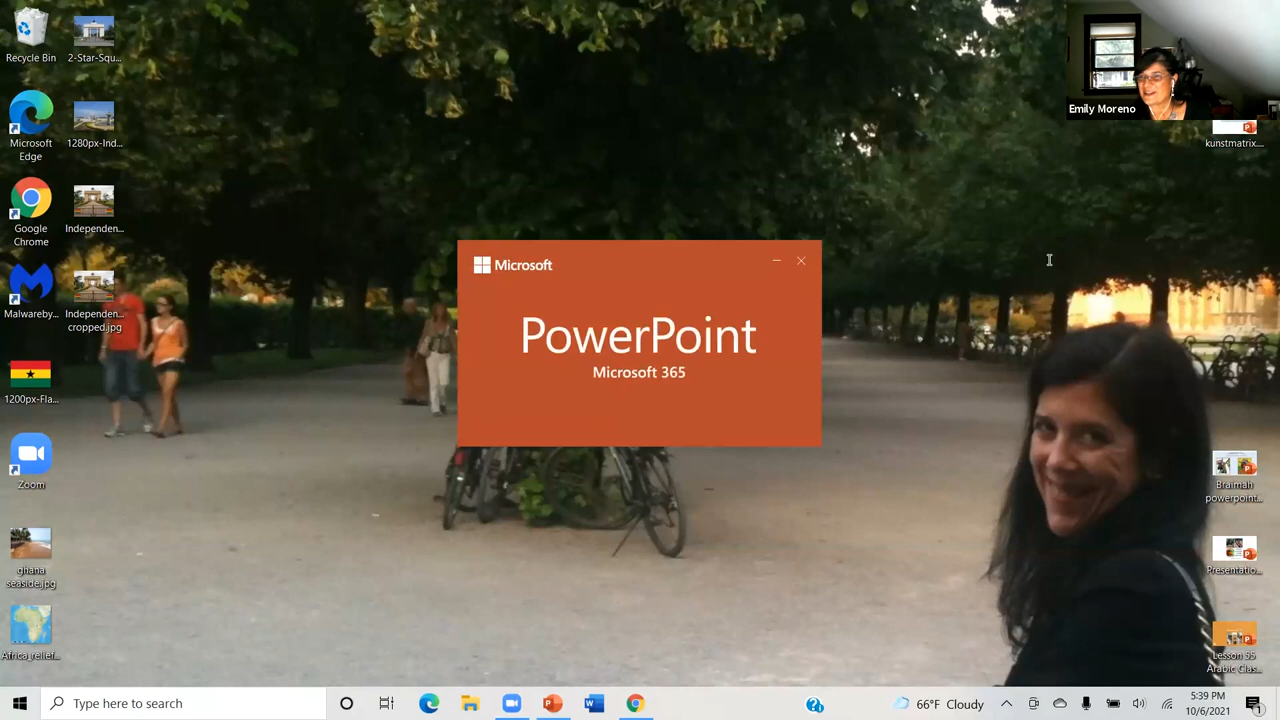 Recycle Bin
2-Star-Squ...
Microsoft
Edge
1280px-Ind...
Google
Chrome
Independen...
Malwareby...
Independen...
cropped.jpg
1200px-Fla...
Zoom
ghana
seaside.jpg
Africa_relief...
Microsoft
PowerPoint
Microsoft 365
Emily Moreno
kunstmatrix....
Braimah
powerpoint...
Presentatio...
Lesson 55
Arabic Clas...
Type here to search
66°F Cloudy
5:39 PM
10/6/2021
1